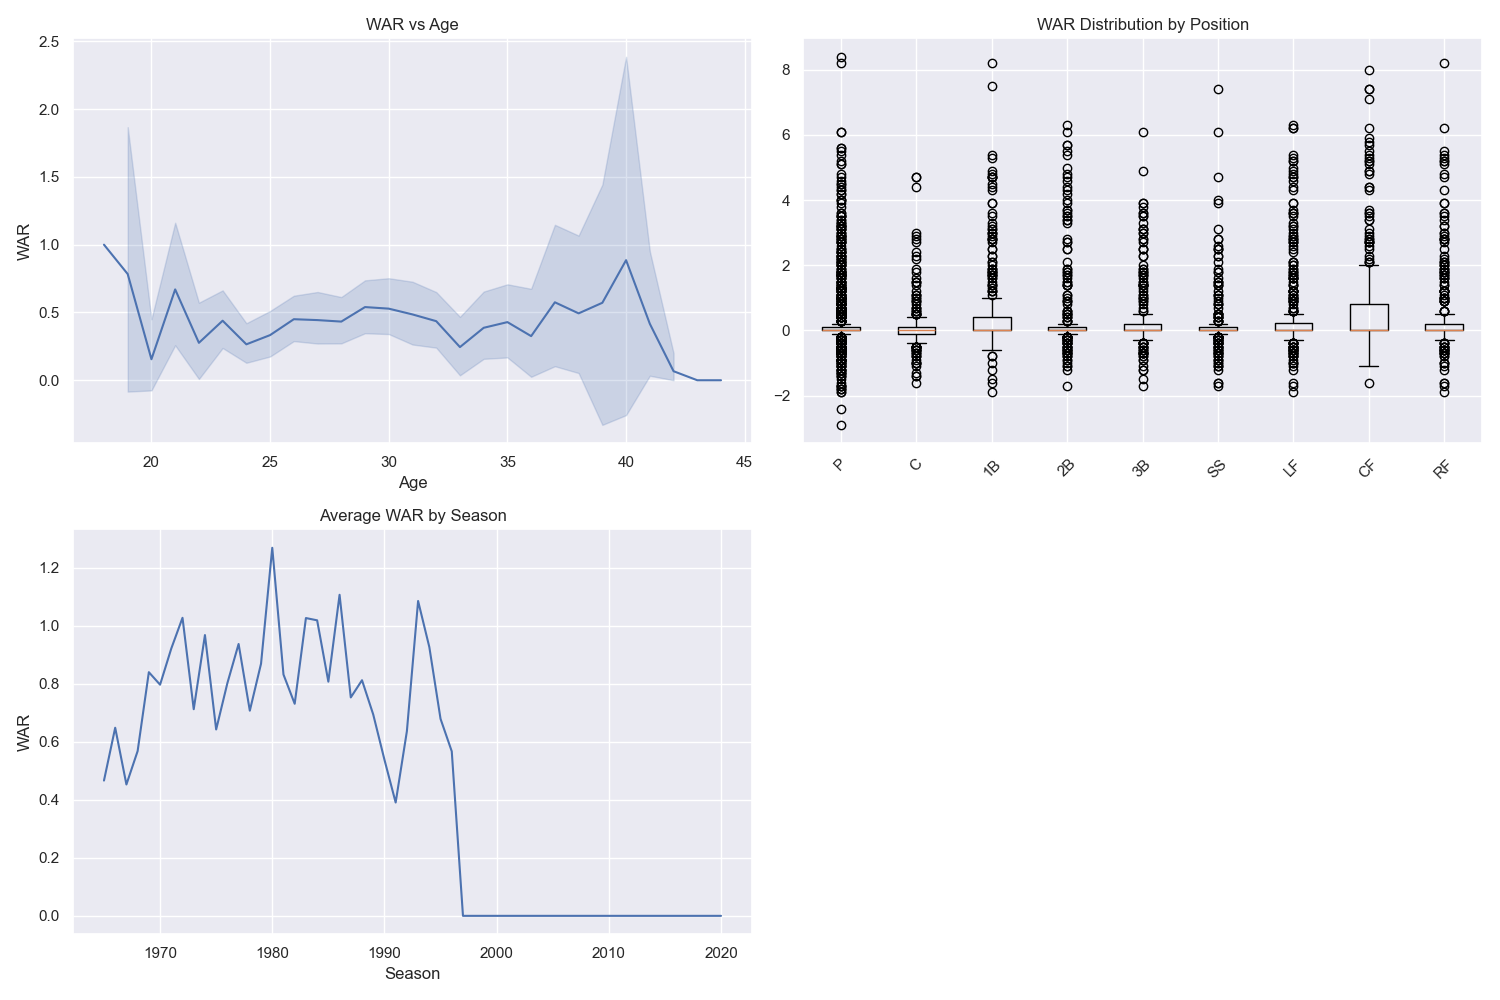 WAR vs Age
2.5
2.0
1.5
1.0
0.5
0.0
WAR
20 25 30 35 40 45
Age
WAR Distribution by Position
8
6
4
2
0
−2
P C 1B 2B 3B SS LF CF RF
Average WAR by Season
1.2
1.0
0.8
0.6
0.4
0.2
0.0
WAR
1970 1980 1990 2000 2010 2020
Season